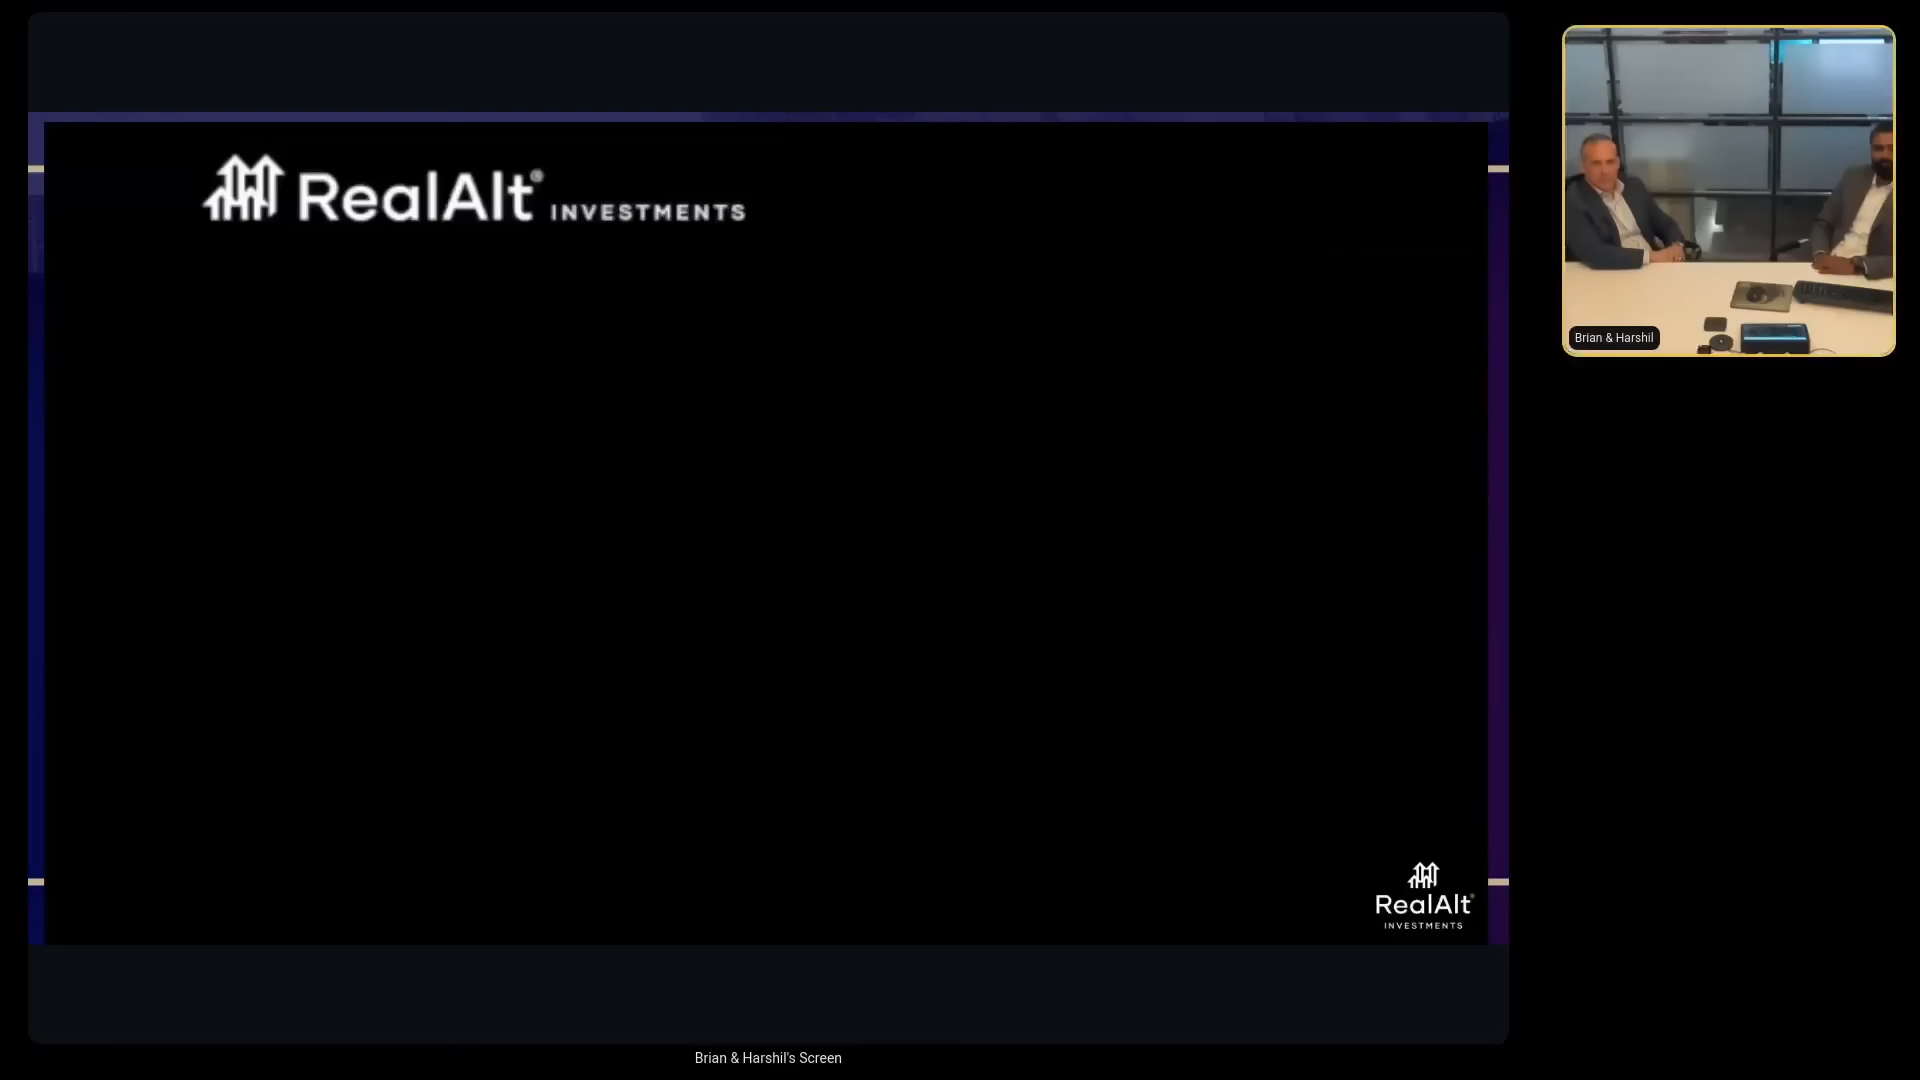 RealAlt® INVESTMENTS
Brian & Harshil
RealAlt®
INVESTMENTS
Brian & Harshil's Screen